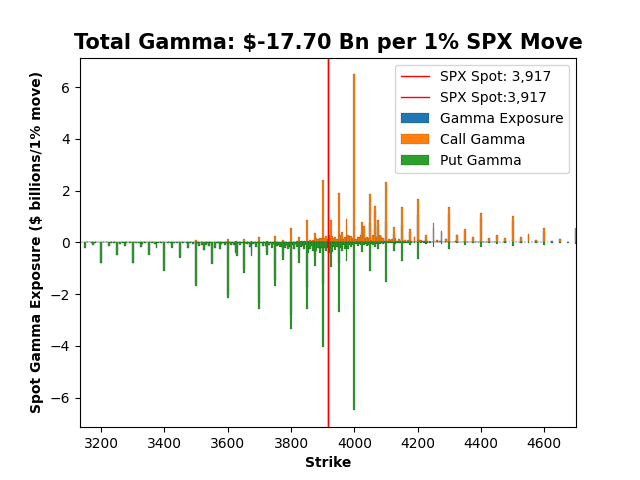 Total Gamma: $-17.70 Bn per 1% SPX Move
SPX Spot: 3,917
SPX Spot:3,917
Gamma Exposure
Call Gamma
Put Gamma
Spot Gamma Exposure ($ billions/1% move)
6
4
2
0
−2
−4
−6
3200 3400 3600 3800 4000 4200 4400 4600
Strike